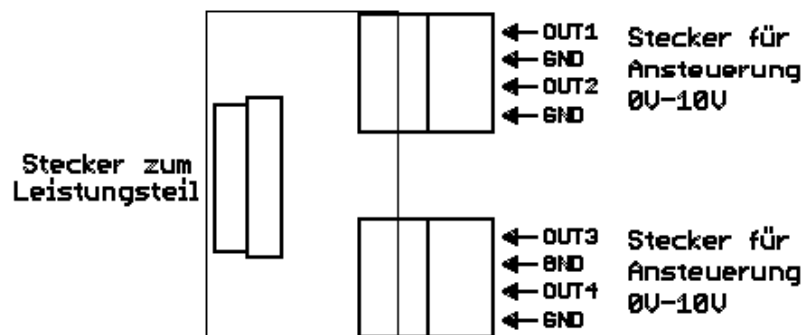 OUT1
GND
OUT2
GND
Stecker für
Ansteuerung
0V-10V
Stecker zum
Leistungsteil
OUT3
GND
OUT4
GND
Stecker für
Ansteuerung
0V-10V